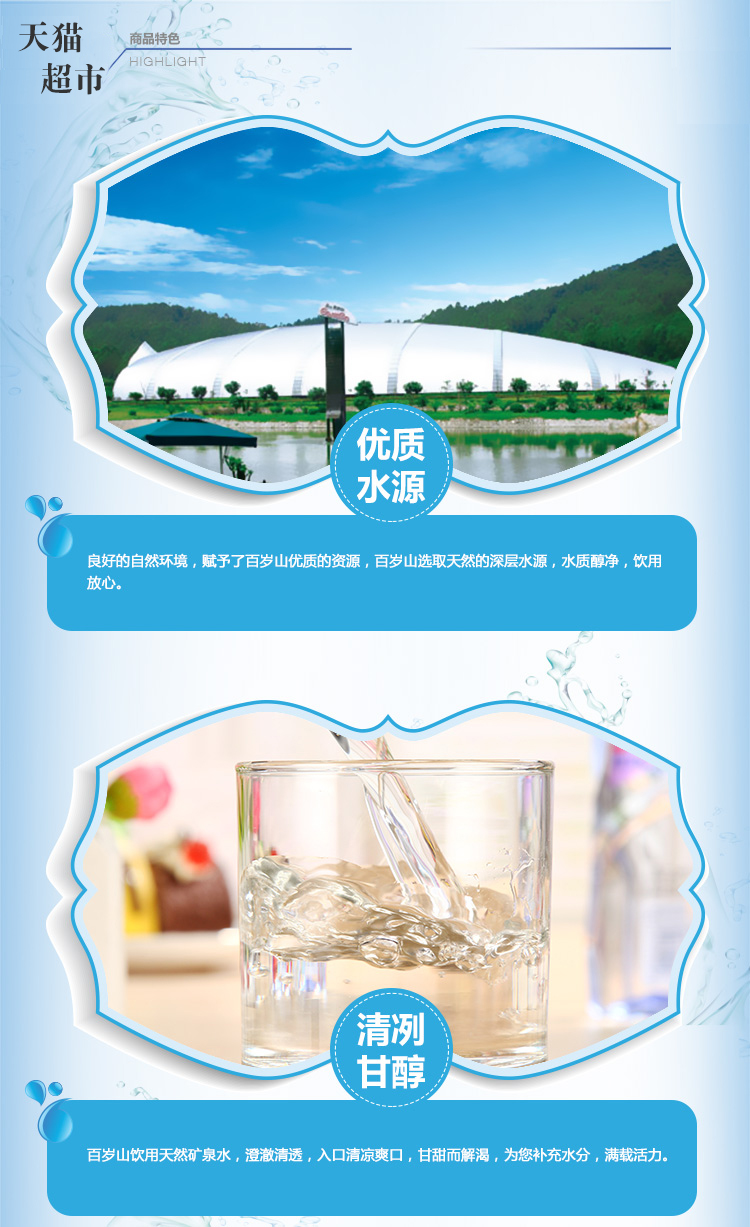 天猫
超市
商品特色
HIGHLIGHT
优质
水源
良好的自然环境，赋予了百岁山优质的资源，百岁山选取天然的深层水源，水质醇净，饮用
放心。
清冽
甘醇
百岁山饮用天然矿泉水，澄澈清透，入口清凉爽口，甘甜而解渴，为您补充水分，满载活力。